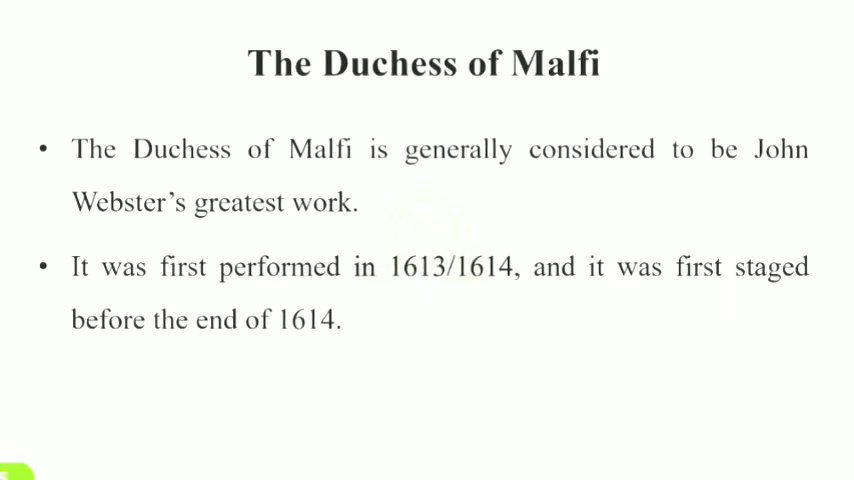 The Duchess of Malfi
• The Duchess of Malfi is generally considered to be John
Webster’s greatest work.
• It was first performed in 1613/1614, and it was first staged
before the end of 1614.